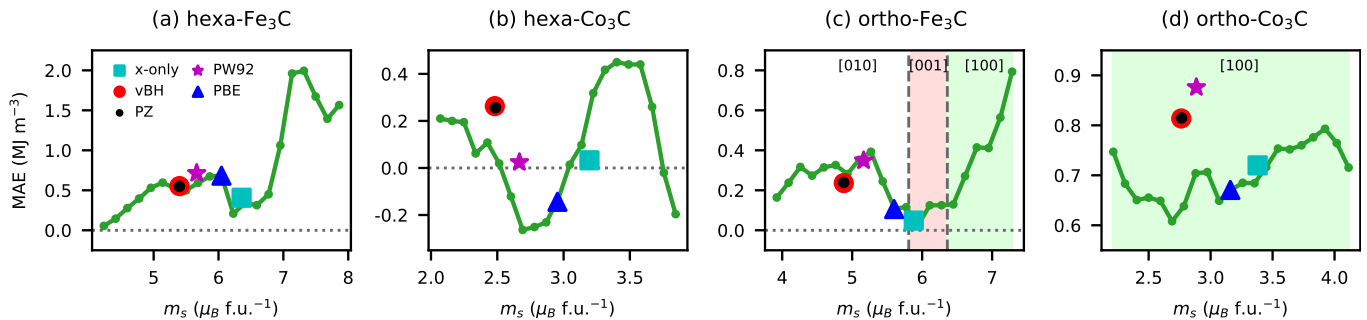 (a) hexa-Fe₃C
(b) hexa-Co₃C
(c) ortho-Fe₃C
(d) ortho-Co₃C
MAE (MJ m⁻³)
2.0
1.5
1.0
0.5
0.0
x-only
vBH
PZ
PW92
PBE
5
6
7
8
mₛ (μ_B f.u.⁻¹)
0.4
0.2
0.0
-0.2
2.0
2.5
3.0
3.5
mₛ (μ_B f.u.⁻¹)
0.8
0.6
0.4
0.2
0.0
[010]
[001]
[100]
4
5
6
7
mₛ (μ_B f.u.⁻¹)
0.9
0.8
0.7
0.6
[100]
2.5
3.0
3.5
4.0
mₛ (μ_B f.u.⁻¹)